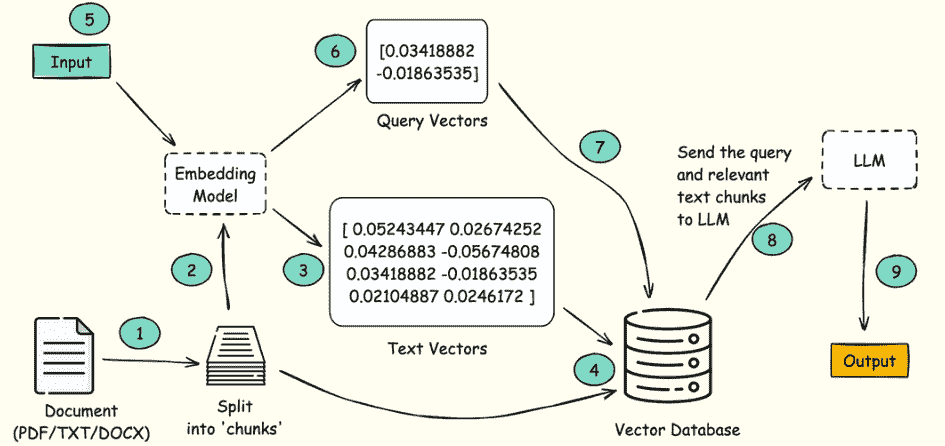 5
Input
6
[0.03418882
-0.01863535]
Query Vectors
Embedding
Model
7
Send the query
and relevant
text chunks
to LLM
LLM
8
2
3
[ 0.05243447 0.02674252
0.04286883 -0.05674808
0.03418882 -0.01863535
0.02104887 0.0246172 ]
Text Vectors
9
1
4
Document
(PDF/TXT/DOCX)
Split
into 'chunks'
Vector Database
Output